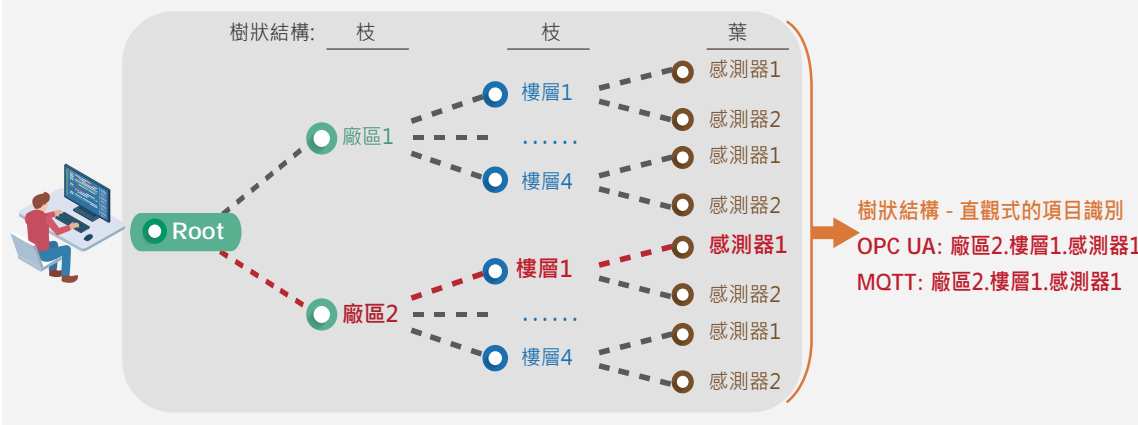 樹狀結構: 枝 枝 葉
感測器1
樓層1
感測器2
廠區1
......
感測器1
樓層4
感測器2
Root
樹狀結構 - 直觀式的項目識別
OPC UA: 廠區2.樓層1.感測器1
MQTT: 廠區2.樓層1.感測器1
感測器1
樓層1
感測器2
廠區2
......
感測器1
樓層4
感測器2